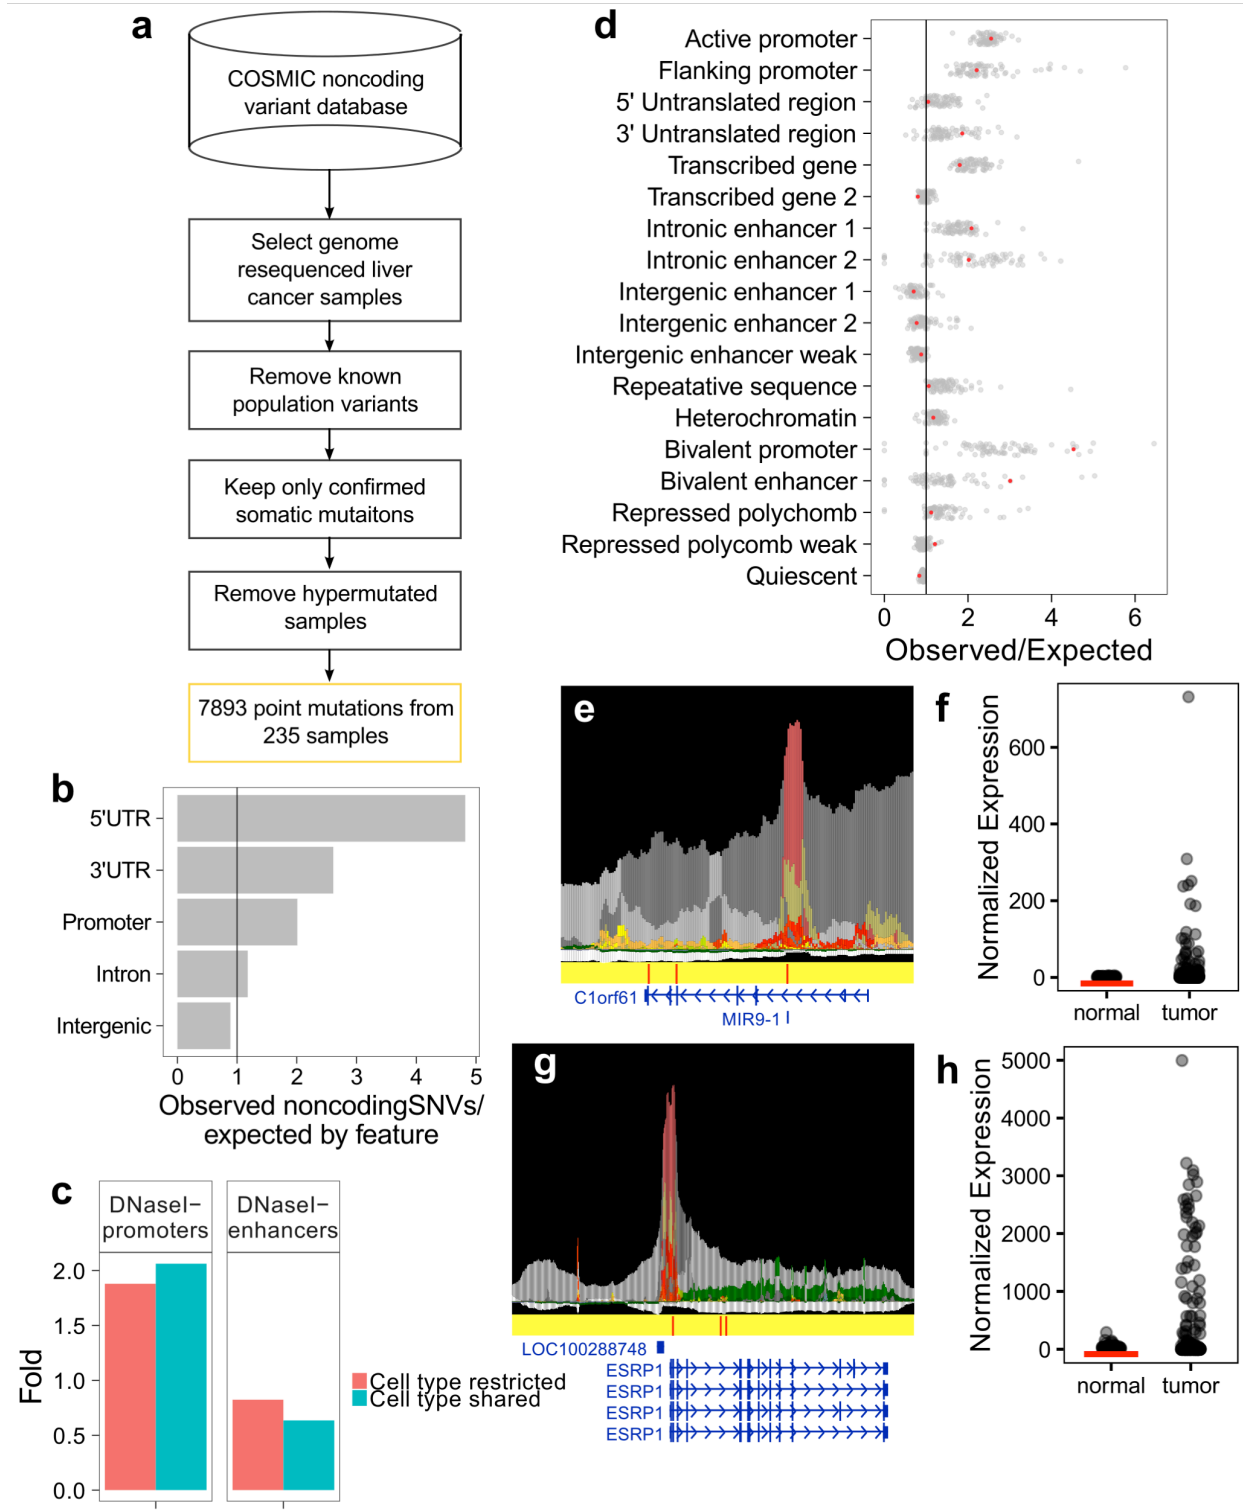 a
COSMIC noncoding
variant database
Select genome
resequenced liver
cancer samples
Remove known
population variants
Keep only confirmed
somatic mutaitons
Remove hypermutated
samples
7893 point mutations from
235 samples
b
5'UTR
3'UTR
Promoter
Intron
Intergenic
0 1 2 3 4 5
Observed noncodingSNVs/
expected by feature
c
DNaseI–
promoters
DNaseI–
enhancers
2.0
1.5
1.0
0.5
0.0
Fold
Cell type restricted
Cell type shared
d
Active promoter
Flanking promoter
5' Untranslated region
3' Untranslated region
Transcribed gene
Transcribed gene 2
Intronic enhancer 1
Intronic enhancer 2
Intergenic enhancer 1
Intergenic enhancer 2
Intergenic enhancer weak
Repeatative sequence
Heterochromatin
Bivalent promoter
Bivalent enhancer
Repressed polychomb
Repressed polycomb weak
Quiescent
0 2 4 6
Observed/Expected
e
C1orf61
MIR9-1
f
Normalized Expression
600
400
200
0
normal tumor
g
LOC100288748
ESRP1
ESRP1
ESRP1
ESRP1
h
Normalized Expression
5000
4000
3000
2000
1000
0
normal tumor